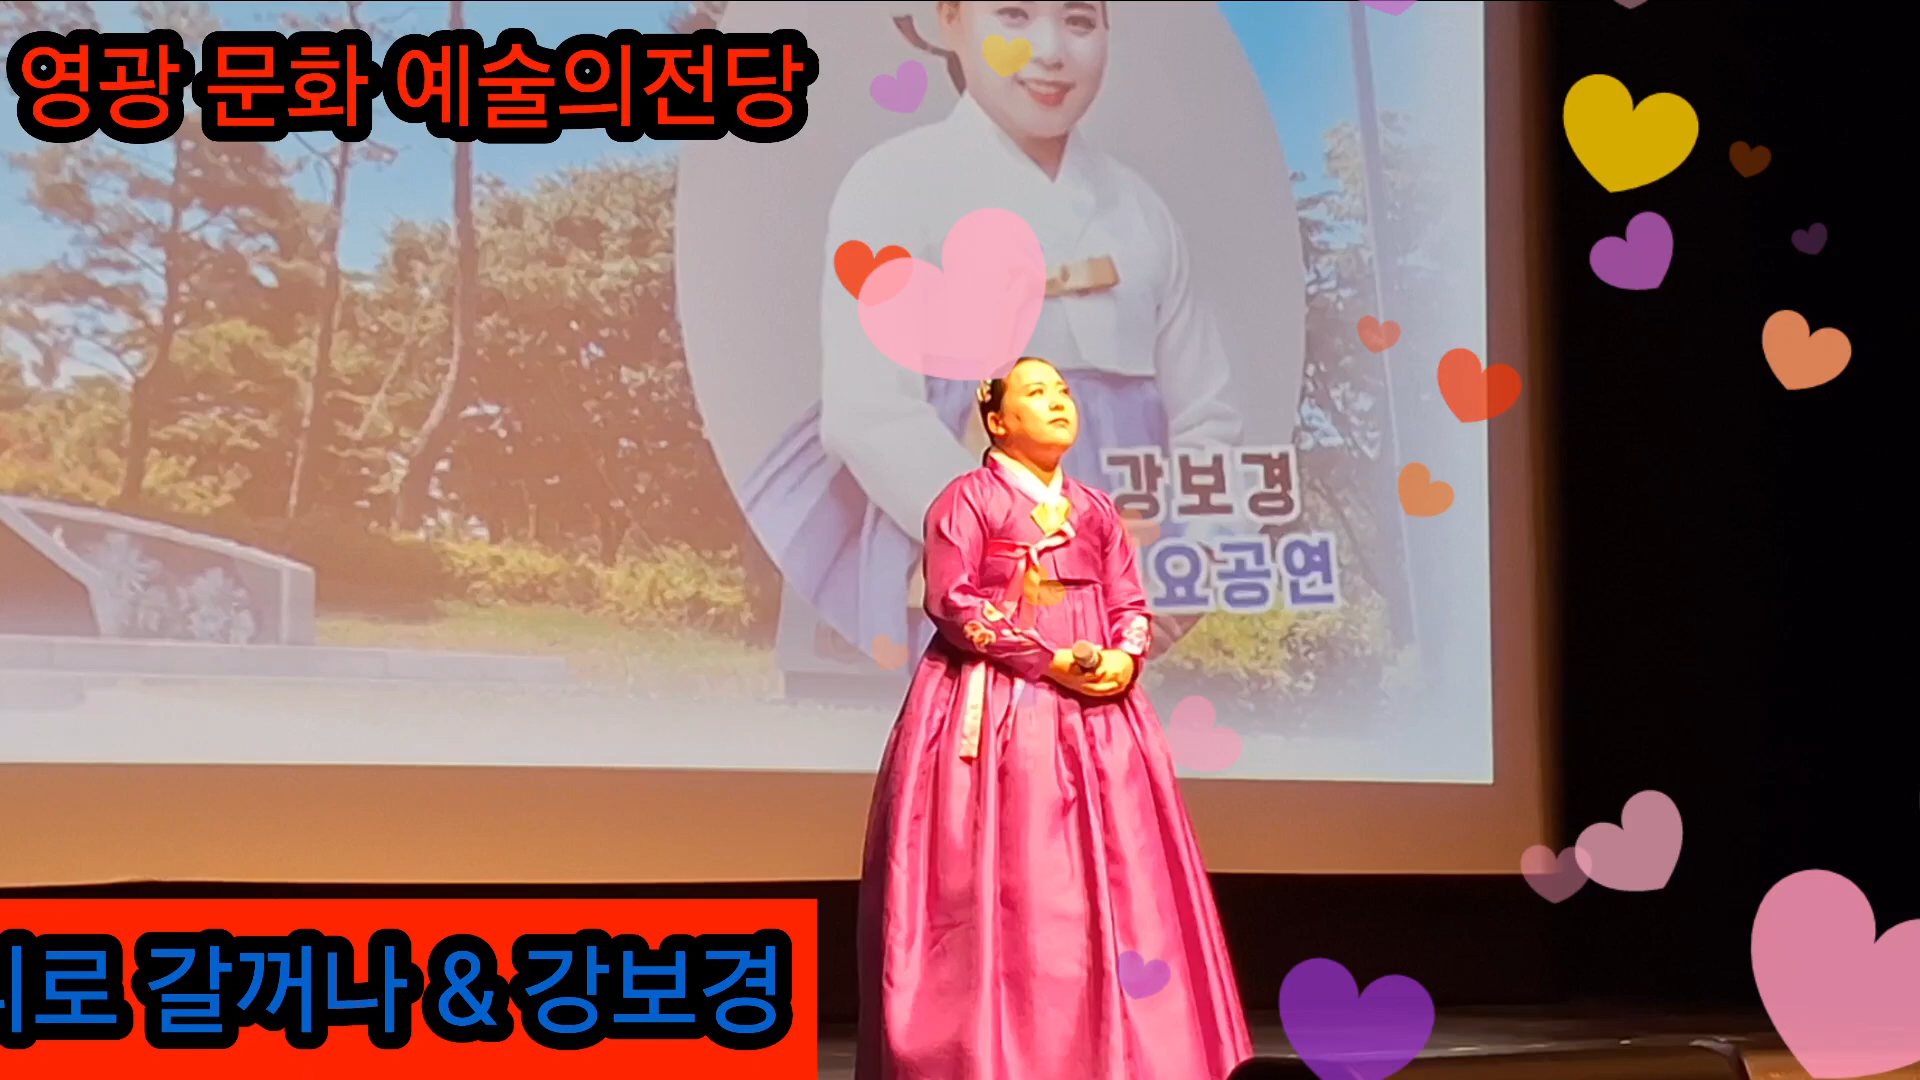 영광 문화 예술의전당
강보경
요공연
로 갈꺼나 & 강보경